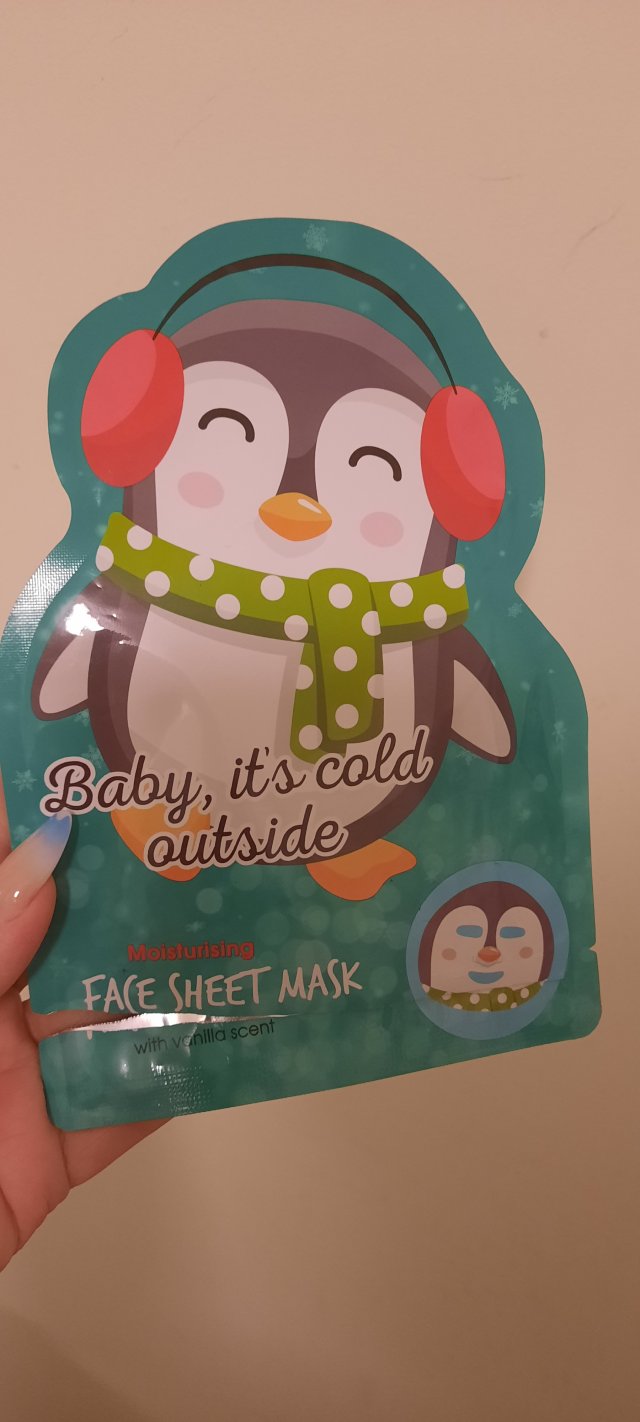 Baby, it's cold
outside
Moisturising
FACE SHEET MASK
with vanilla scent